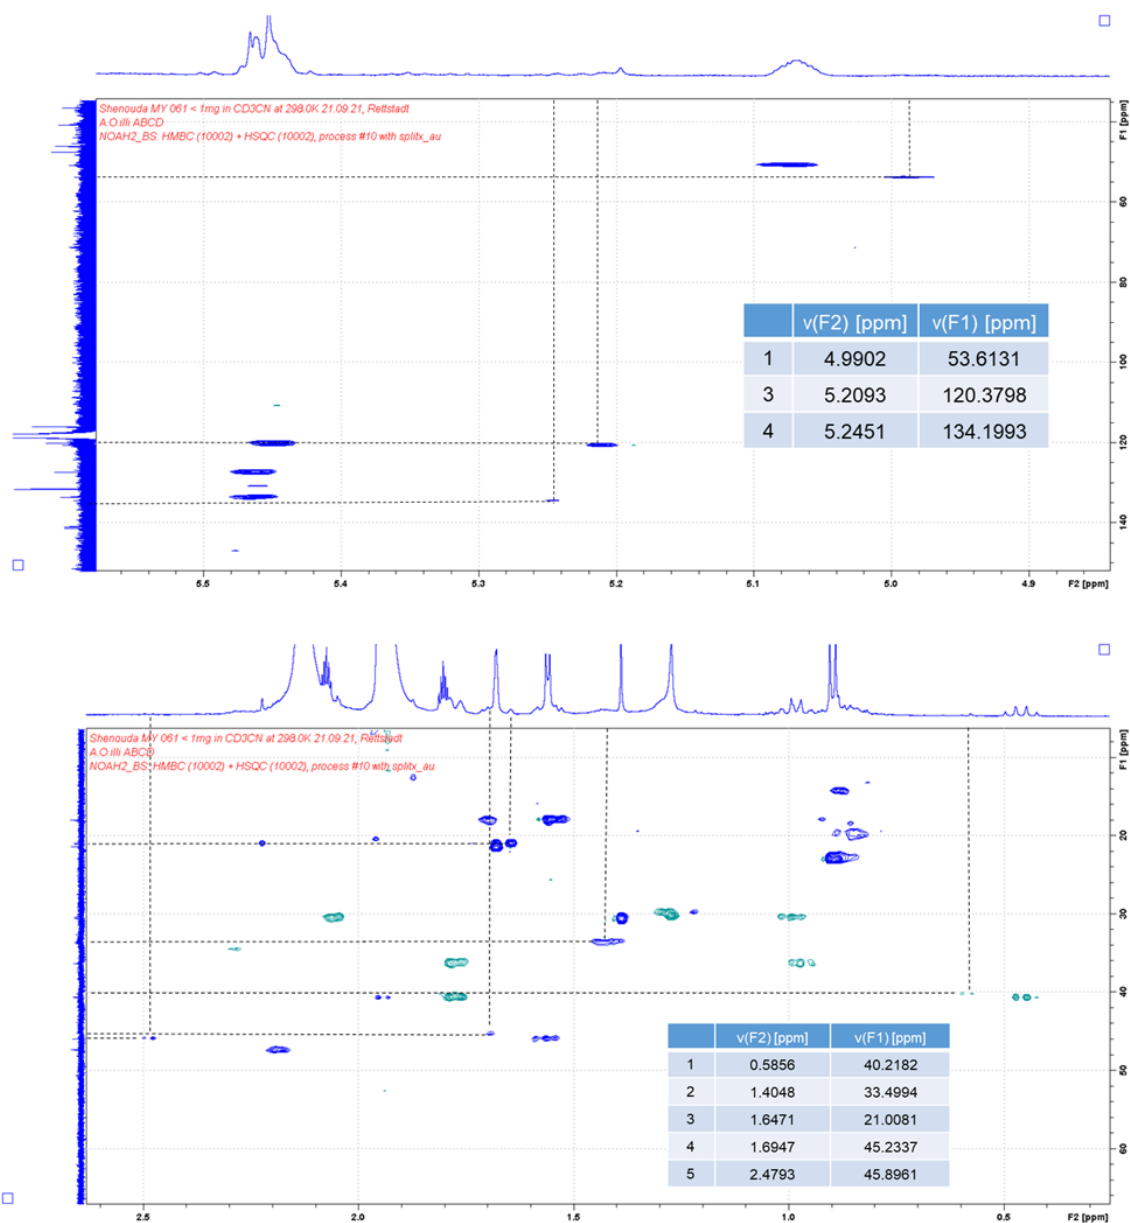 F1 [ppm]
Shenouda MY 061 < 1mg in CD3CN at 298.0K 21.09.21, Rettstadt
A.O.illi ABCD
NOAH2_BS: HMBC (10002) + HSQC (10002), process #10 with splitx_au
60
80
100
120
140
v(F2) [ppm] v(F1) [ppm]
1 4.9902 53.6131
3 5.2093 120.3798
4 5.2451 134.1993
5.5 5.4 5.3 5.2 5.1 5.0 4.9 F2 [ppm]
F1 [ppm]
Shenouda MY 061 < 1mg in CD3CN at 298.0K 21.09.21, Rettstadt
A.O.illi ABCD
NOAH2_BS: HMBC (10002) + HSQC (10002), process #10 with splitx_au
20
30
40
50
60
v(F2) [ppm] v(F1) [ppm]
1 0.5856 40.2182
2 1.4048 33.4994
3 1.6471 21.0081
4 1.6947 45.2337
5 2.4793 45.8961
2.5 2.0 1.5 1.0 0.5 F2 [ppm]